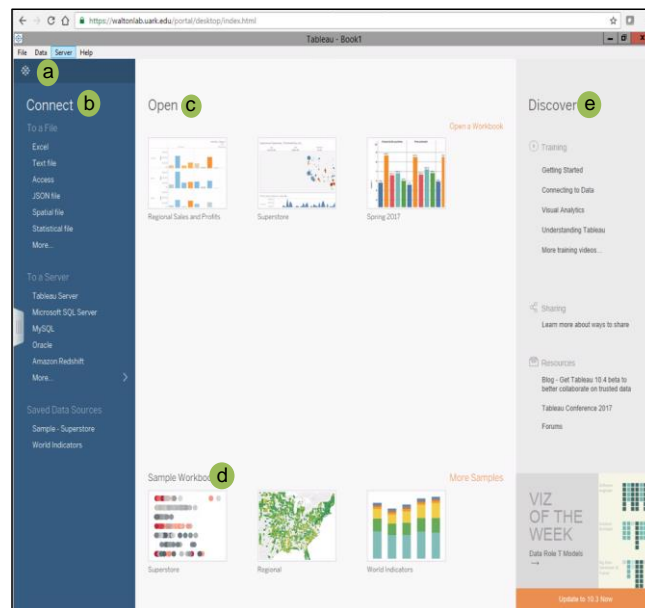 https://waltonlab.uark.edu/portal/desktop/index.html
Tableau - Book1
File Data Server Help
a
Connect b
To a File
Excel
Text file
Access
JSON file
Spatial file
Statistical file
More...
To a Server
Tableau Server
Microsoft SQL Server
MySQL
Oracle
Amazon Redshift
More...
Saved Data Sources
Sample - Superstore
World Indicators
Open c
Open a Workbook
Regional Sales and Profits
Superstore
Spring 2017
Sample Workbook d
More Samples
Superstore
Regional
World Indicators
Discover e
Training
Getting Started
Connecting to Data
Visual Analytics
Understanding Tableau
More training videos...
Sharing
Learn more about ways to share
Resources
Blog - Get Tableau 10.4 beta to
better collaborate on trusted data
Tableau Conference 2017
Forums
VIZ
OF THE
WEEK
Data Role T Models
→
Update to 10.3 Now